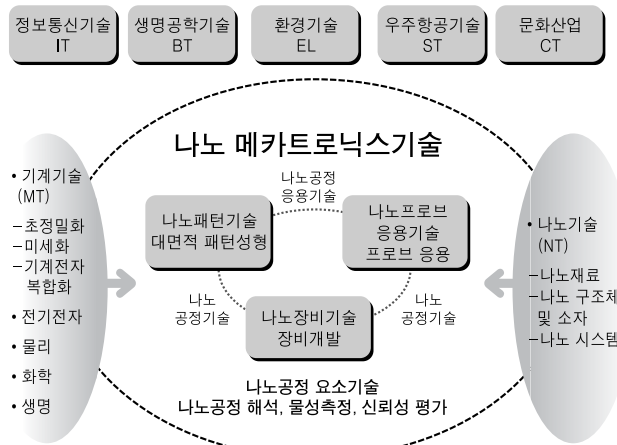 정보통신기술
IT
생명공학기술
BT
환경기술
EL
우주항공기술
ST
문화산업
CT
나노 메카트로닉스기술
• 기계기술
(MT)
-초정밀화
-미세화
-기계전자
복합화
• 전기전자
• 물리
• 화학
• 생명
나노공정
응용기술
나노패턴기술
대면적 패턴성형
나노프로브
응용기술
프로브 응용
나노
공정기술
나노장비기술
장비개발
나노
공정기술
나노공정 요소기술
나노공정 해석, 물성측정, 신뢰성 평가
• 나노기술
(NT)
-나노재료
-나노 구조체
및 소자
-나노 시스템